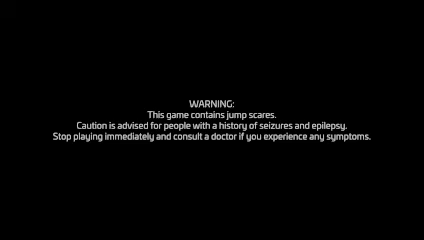 WARNING:
This game contains jump scares.
Caution is advised for people with a history of seizures and epilepsy.
Stop playing immediately and consult a doctor if you experience any symptoms.